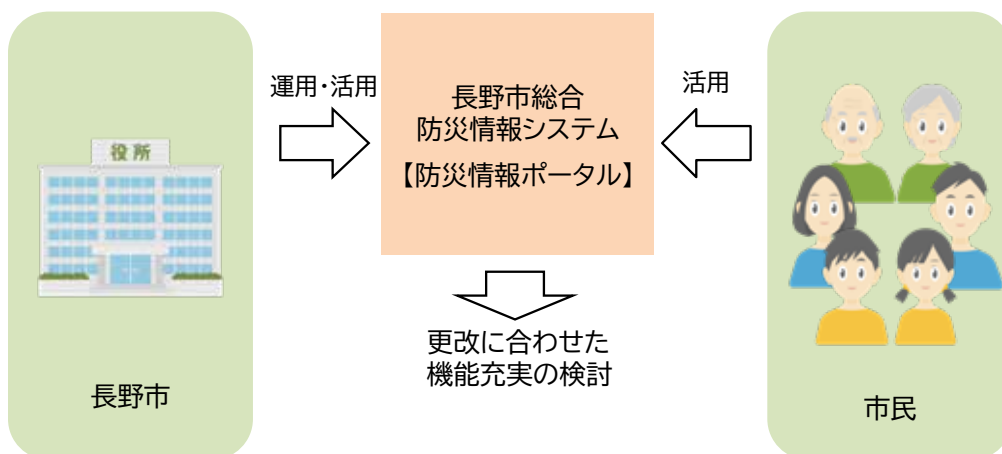 役所
長野市
運用・活用
長野市総合
防災情報システム
【防災情報ポータル】
活用
更改に合わせた
機能充実の検討
市民